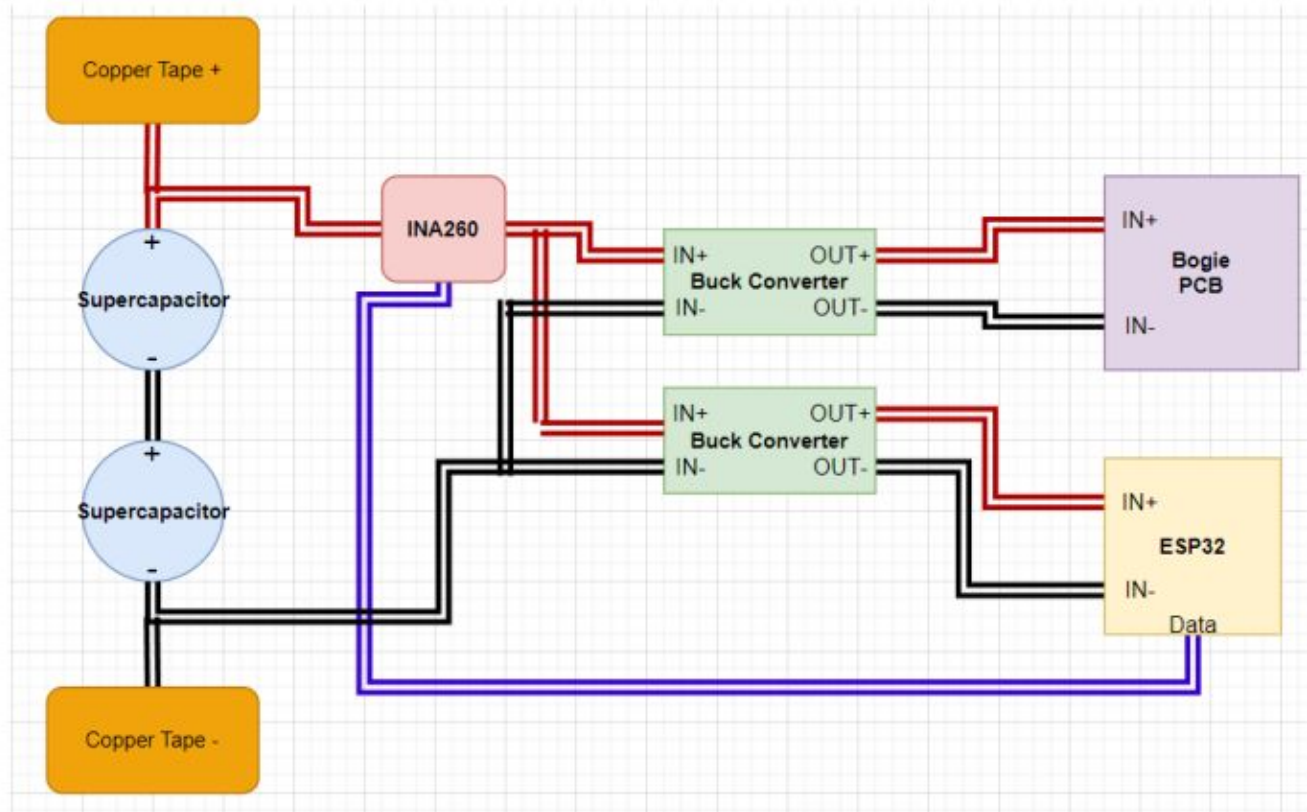 Copper Tape +
INA260
+
Supercapacitor
-
+
Supercapacitor
-
Copper Tape -
IN+ OUT+
Buck Converter
IN- OUT-
IN+ OUT+
Buck Converter
IN- OUT-
IN+
Bogie
PCB
IN-
IN+
ESP32
IN-
Data